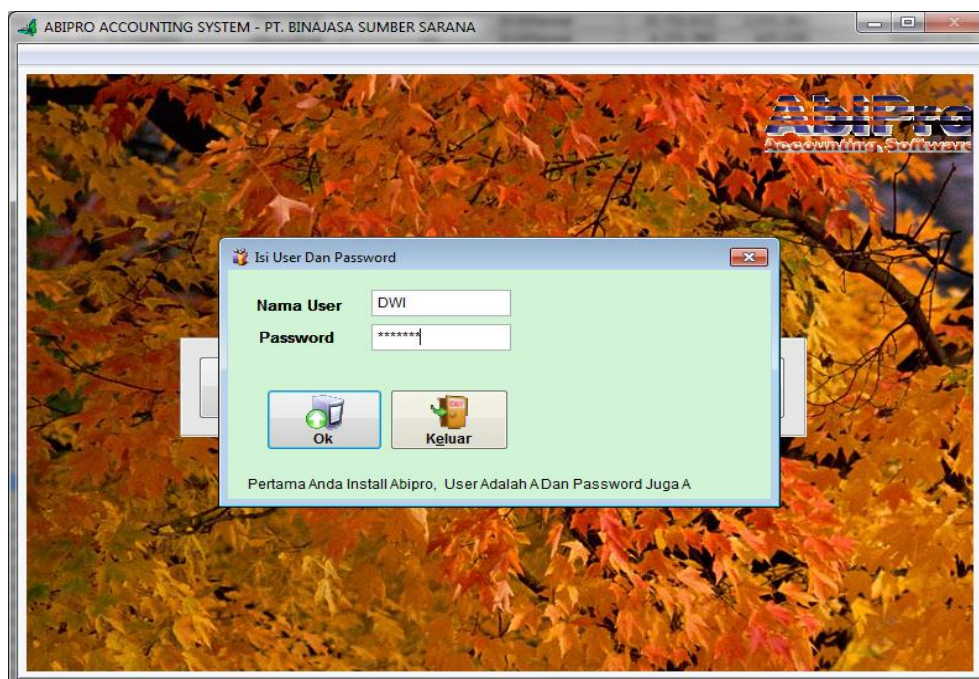 ABIPRO ACCOUNTING SYSTEM - PT. BINAJASA SUMBER SARANA
AbiPro
Accounting Software
Isi User Dan Password
Nama User DWI
Password *******
Ok Keluar
Pertama Anda Install Abipro, User Adalah A Dan Password Juga A